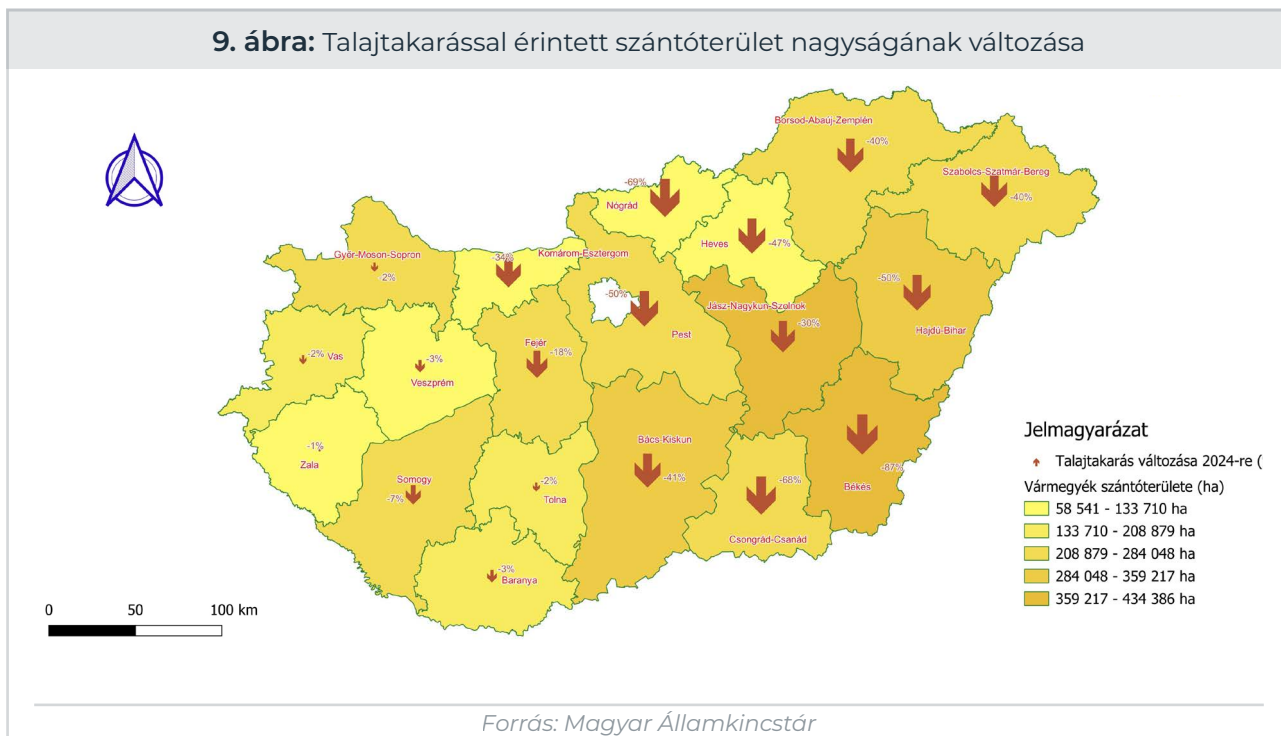 9. ábra: Talajtakarással érintett szántóterület nagyságának változása
Borsod-Abaúj-Zemplén
-40%
Szabolcs-Szatmár-Bereg
-40%
-69%
Nógrád
Heves
-47%
Győr-Moson-Sopron
2%
-34%
Komárom-Esztergom
-50%
Pest
Jász-Nagykun-Szolnok
-30%
-50%
Hajdú-Bihar
-2% Vas
-3%
Veszprém
Fejér
-18%
-1%
Zala
Somogy
-7%
-2%
Tolna
-3%
Baranya
Bács-Kiskun
-41%
-68%
Csongrád-Csanád
-87%
Békés
Jelmagyarázat
Talajtakarás változása 2024-re (
Vármegyék szántóterülete (ha)
58 541 - 133 710 ha
133 710 - 208 879 ha
208 879 - 284 048 ha
284 048 - 359 217 ha
359 217 - 434 386 ha
0 50 100 km
Forrás: Magyar Államkincstár